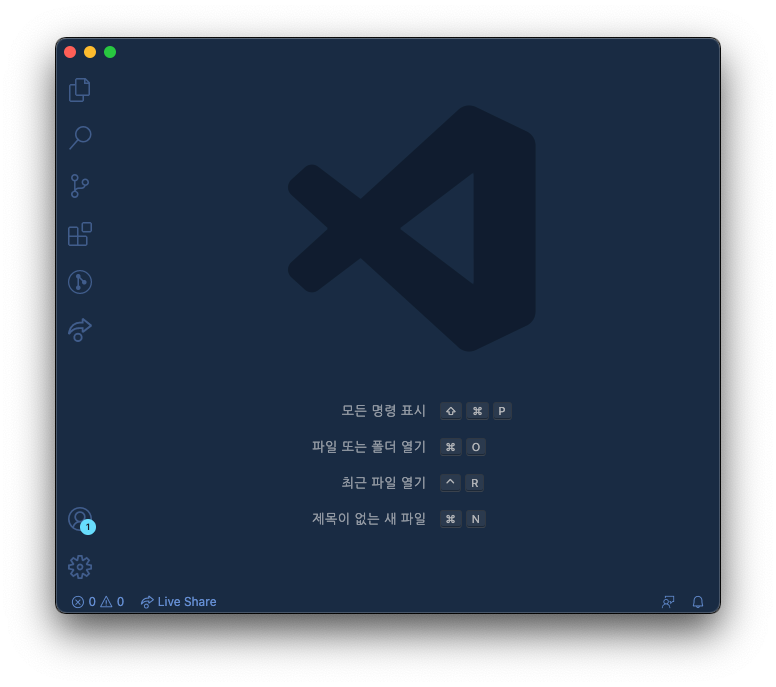 모든 명령 표시 ⇧ ⌘ P
파일 또는 폴더 열기 ⌘ O
최근 파일 열기 ^ R
제목이 없는 새 파일 ⌘ N
1
0 0 Live Share